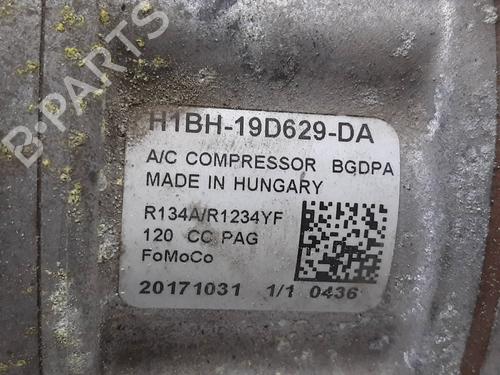 H1BH-19D629-DA
A/C COMPRESSOR BGDPA
MADE IN HUNGARY
R134A/R1234YF
120 CC PAG
FoMoCo
20171031 1/1 0436
B-PARTS